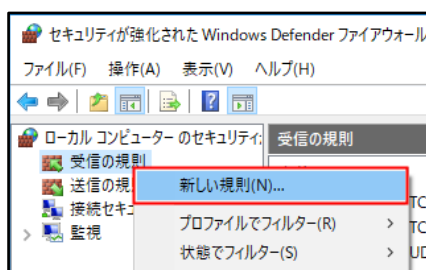 セキュリティが強化された Windows Defender ファイアウォール
ファイル(F) 操作(A) 表示(V) ヘルプ(H)
ローカル コンピューター のセキュリティ: 受信の規則
受信の規則
送信の規
新しい規則(N)...
接続セキュ
TC
プロファイルでフィルター(R)
TC
監視
状態でフィルター(S)
UD